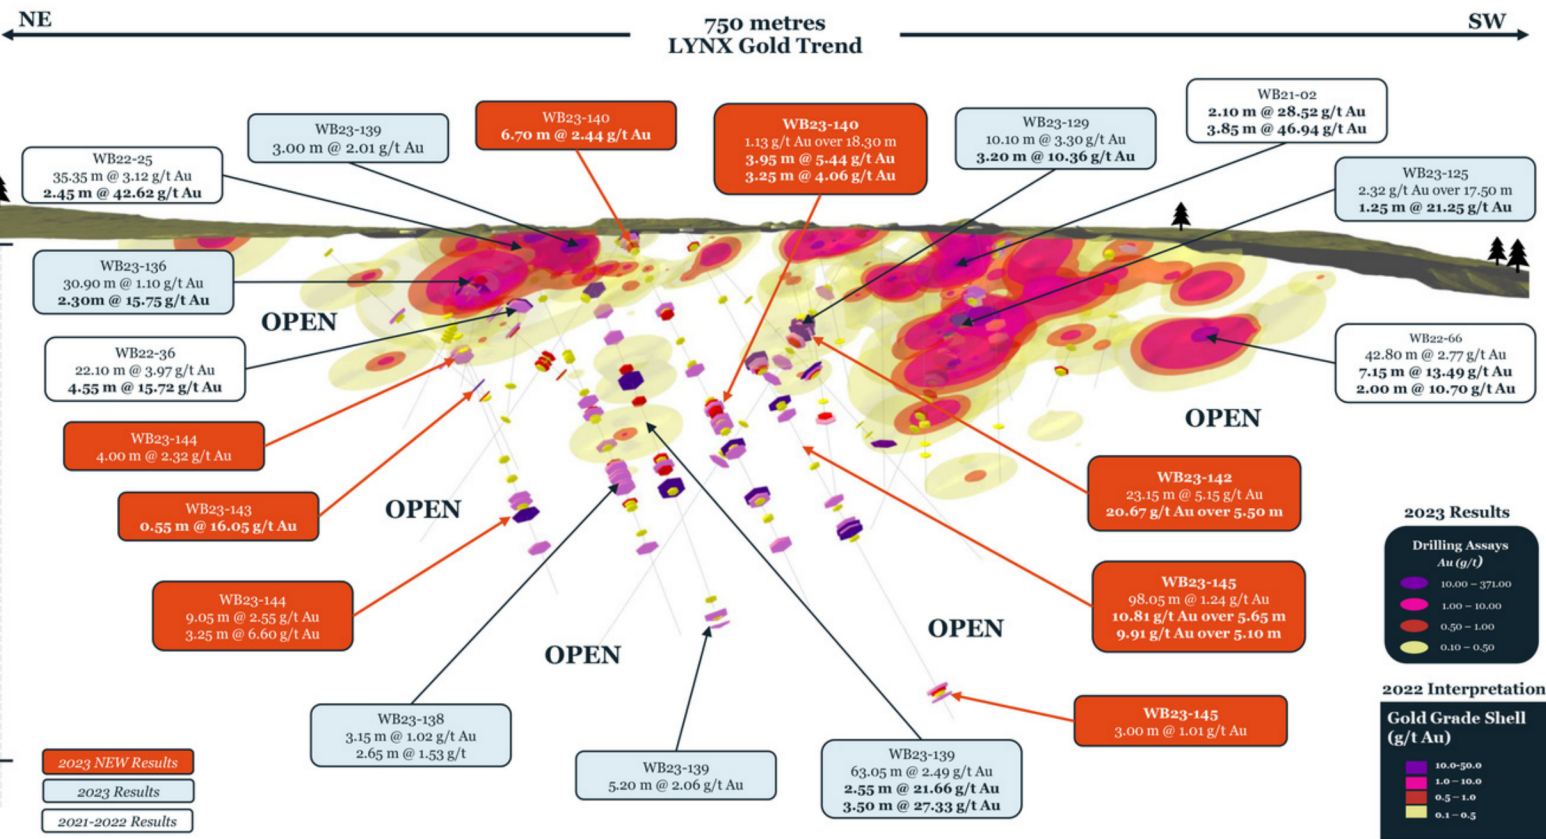 NE
750 metres
LYNX Gold Trend
SW
WB22-25
35.35 m @ 3.12 g/t Au
2.45 m @ 42.62 g/t Au
WB23-139
3.00 m @ 2.01 g/t Au
WB23-140
6.70 m @ 2.44 g/t Au
WB23-140
1.13 g/t Au over 18.30 m
3.95 m @ 5.44 g/t Au
3.25 m @ 4.06 g/t Au
WB23-129
10.10 m @ 3.30 g/t Au
3.20 m @ 10.36 g/t Au
WB21-02
2.10 m @ 28.52 g/t Au
3.85 m @ 46.94 g/t Au
WB23-125
2.32 g/t Au over 17.50 m
1.25 m @ 21.25 g/t Au
WB23-136
30.90 m @ 1.10 g/t Au
2.30m @ 15.75 g/t Au
OPEN
WB22-36
22.10 m @ 3.97 g/t Au
4.55 m @ 15.72 g/t Au
WB22-66
42.80 m @ 2.77 g/t Au
7.15 m @ 13.49 g/t Au
2.00 m @ 10.70 g/t Au
OPEN
WB23-144
4.00 m @ 2.32 g/t Au
WB23-143
0.55 m @ 16.05 g/t Au
OPEN
WB23-142
23.15 m @ 5.15 g/t Au
20.67 g/t Au over 5.50 m
WB23-144
9.05 m @ 2.55 g/t Au
3.25 m @ 6.60 g/t Au
OPEN
OPEN
WB23-145
98.05 m @ 1.24 g/t Au
10.81 g/t Au over 5.65 m
9.91 g/t Au over 5.10 m
WB23-138
3.15 m @ 1.02 g/t Au
2.65 m @ 1.53 g/t
WB23-139
5.20 m @ 2.06 g/t Au
WB23-139
63.05 m @ 2.49 g/t Au
2.55 m @ 21.66 g/t Au
3.50 m @ 27.33 g/t Au
WB23-145
3.00 m @ 1.01 g/t Au
2023 NEW Results
2023 Results
2021-2022 Results
2023 Results
Drilling Assays
Au (g/t)
10.00 – 371.00
1.00 – 10.00
0.50 – 1.00
0.10 – 0.50
2022 Interpretation
Gold Grade Shell
(g/t Au)
10.0-50.0
1.0 – 10.0
0.5 – 1.0
0.1 – 0.5